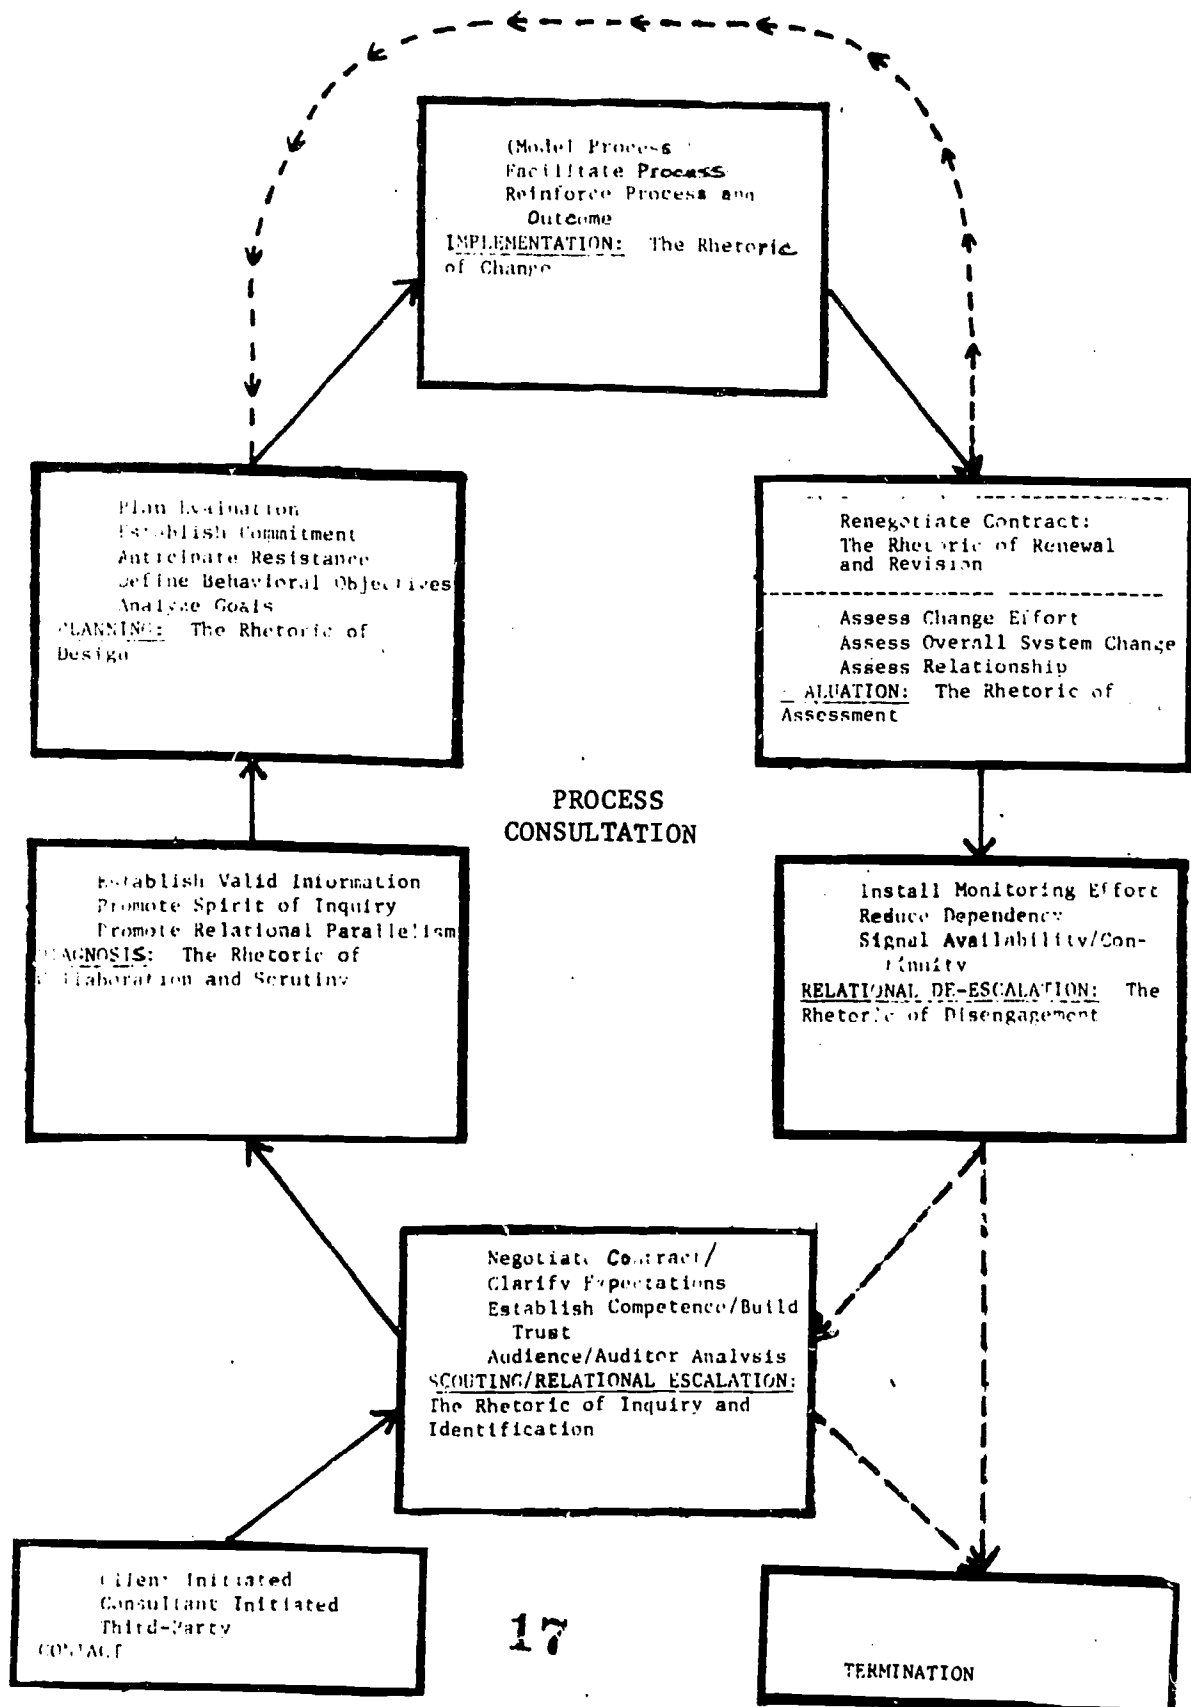 (Model Process
Facilitate Process
Reinforce Process and
Outcome
IMPLEMENTATION: The Rhetoric
of Change
Plan Evaluation
Establish Commitment
Anticipate Resistance
Define Behavioral Objectives
Analyze Goals
PLANNING: The Rhetoric of
Design
Renegotiate Contract:
The Rhetoric of Renewal
and Revision
Assess Change Effort
Assess Overall System Change
Assess Relationship
ALUATION: The Rhetoric of
Assessment
PROCESS
CONSULTATION
Establish Valid Information
Promote Spirit of Inquiry
Promote Relational Parallelism
DIAGNOSIS: The Rhetoric of
Collaboration and Scrutiny
Install Monitoring Effort
Reduce Dependency
Signal Availability/Con-
tinuity
RELATIONAL DE-ESCALATION: The
Rhetoric of Disengagement
Negotiate Contract/
Clarify Expectations
Establish Competence/Build
Trust
Audience/Auditor Analysis
SCOUTING/RELATIONAL ESCALATION:
The Rhetoric of Inquiry and
Identification
Client Initiated
Consultant Initiated
Third-Party
CONTACT
17
TERMINATION